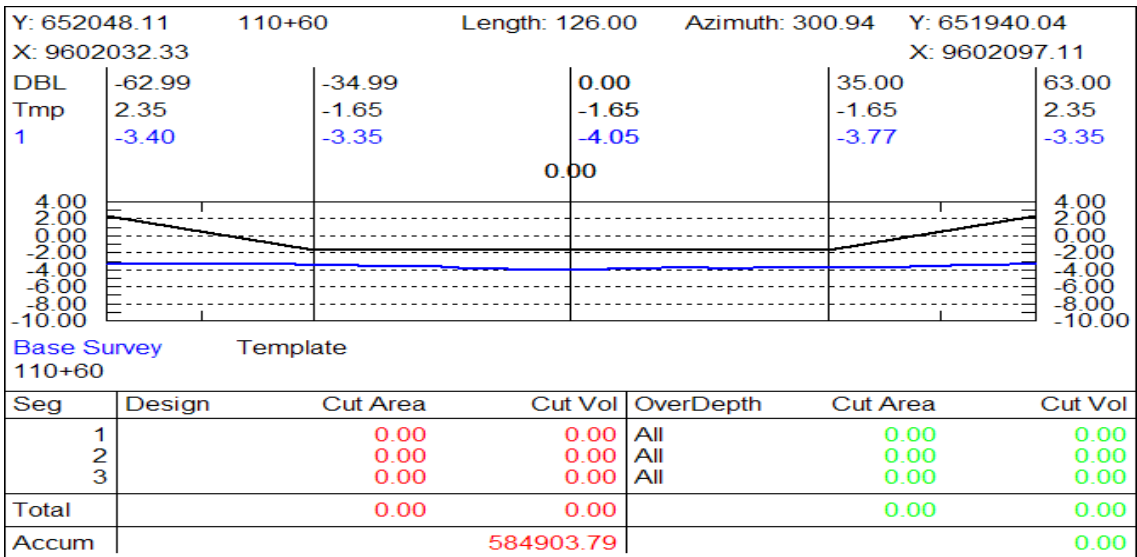 Y: 652048.11 110+60 Length: 126.00 Azimuth: 300.94 Y: 651940.04
X: 9602032.33 X: 9602097.11
DBL -62.99 -34.99 0.00 35.00 63.00
Tmp 2.35 -1.65 -1.65 -1.65 2.35
1 -3.40 -3.35 -4.05 -3.77 -3.35
0.00
4.00 4.00
2.00 2.00
0.00 0.00
-2.00 -2.00
-4.00 -4.00
-6.00 -6.00
-8.00 -8.00
-10.00 -10.00
Base Survey Template
110+60
Seg Design Cut Area Cut Vol OverDepth Cut Area Cut Vol
1 0.00 0.00 All 0.00 0.00
2 0.00 0.00 All 0.00 0.00
3 0.00 0.00 All 0.00 0.00
Total 0.00 0.00 0.00 0.00
Accum 584903.79 0.00